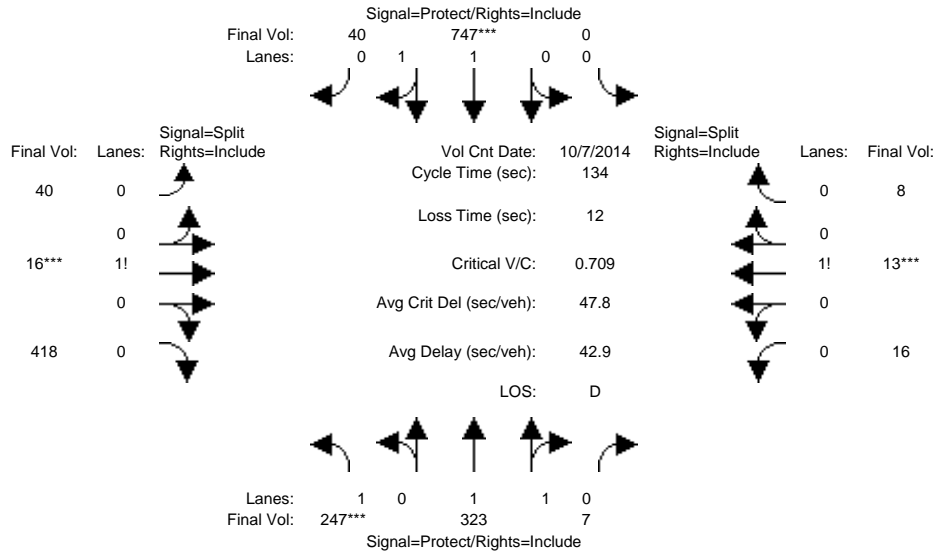 Signal=Protect/Rights=Include
Final Vol: 40 747*** 0
Lanes: 0 1 1 0 0
Signal=Split Signal=Split
Final Vol: Lanes: Rights=Include Vol Cnt Date: 10/7/2014 Rights=Include Lanes: Final Vol:
Cycle Time (sec): 134
40 0 0 8
Loss Time (sec): 12
0 0
16*** 1! Critical V/C: 0.709 1! 13***
0 Avg Crit Del (sec/veh): 47.8 0
418 0 Avg Delay (sec/veh): 42.9 0 16
LOS: D
Lanes: 1 0 1 1 0
Final Vol: 247*** 323 7
Signal=Protect/Rights=Include